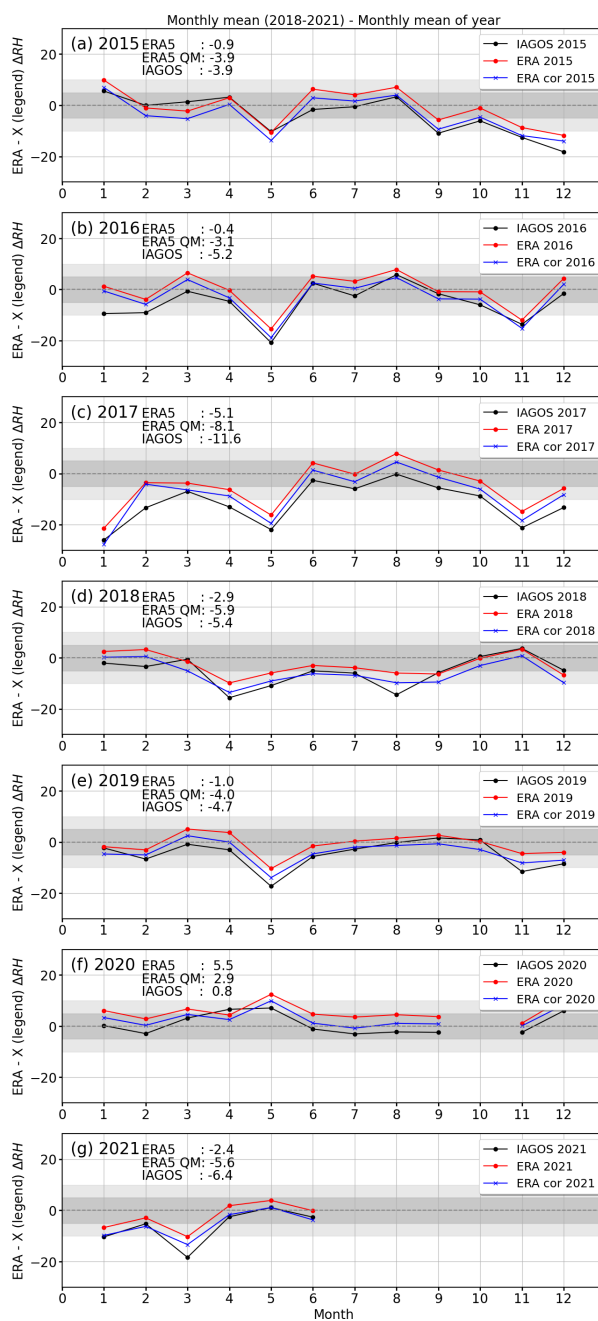 Monthly mean (2018-2021) - Monthly mean of year
(a) 2015
ERA5 : -0.9
ERA5 QM: -3.9
IAGOS : -3.9
IAGOS 2015
ERA 2015
ERA cor 2015
ERA - X (legend) ΔRH
20
0
−20
0 1 2 3 4 5 6 7 8 9 10 11 12
(b) 2016
ERA5 : -0.4
ERA5 QM: -3.1
IAGOS : -5.2
IAGOS 2016
ERA 2016
ERA cor 2016
ERA - X (legend) ΔRH
20
0
−20
0 1 2 3 4 5 6 7 8 9 10 11 12
(c) 2017
ERA5 : -5.1
ERA5 QM: -8.1
IAGOS : -11.6
IAGOS 2017
ERA 2017
ERA cor 2017
ERA - X (legend) ΔRH
20
0
−20
0 1 2 3 4 5 6 7 8 9 10 11 12
(d) 2018
ERA5 : -2.9
ERA5 QM: -5.9
IAGOS : -5.4
IAGOS 2018
ERA 2018
ERA cor 2018
ERA - X (legend) ΔRH
20
0
−20
0 1 2 3 4 5 6 7 8 9 10 11 12
(e) 2019
ERA5 : -1.0
ERA5 QM: -4.0
IAGOS : -4.7
IAGOS 2019
ERA 2019
ERA cor 2019
ERA - X (legend) ΔRH
20
0
−20
0 1 2 3 4 5 6 7 8 9 10 11 12
(f) 2020
ERA5 : 5.5
ERA5 QM: 2.9
IAGOS : 0.8
IAGOS 2020
ERA 2020
ERA cor 2020
ERA - X (legend) ΔRH
20
0
−20
0 1 2 3 4 5 6 7 8 9 10 11 12
(g) 2021
ERA5 : -2.4
ERA5 QM: -5.6
IAGOS : -6.4
IAGOS 2021
ERA 2021
ERA cor 2021
ERA - X (legend) ΔRH
20
0
−20
0 1 2 3 4 5 6 7 8 9 10 11 12
Month